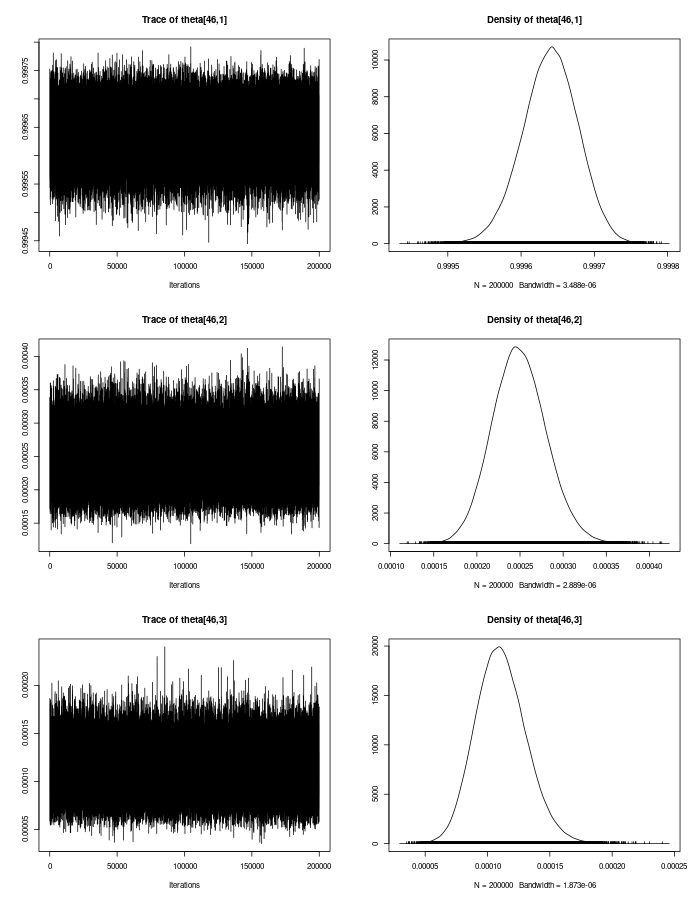 Trace of theta[46,1]
0.99975
0.99965
0.99955
0.99945
0 50000 100000 150000 200000
Iterations
Density of theta[46,1]
10000
8000
6000
4000
2000
0
0.9995 0.9996 0.9997 0.9998
N = 200000 Bandwidth = 3.488e-06
Trace of theta[46,2]
0.00040
0.00035
0.00030
0.00025
0.00020
0.00015
0 50000 100000 150000 200000
Iterations
Density of theta[46,2]
12000
10000
8000
6000
4000
2000
0
0.00010 0.00015 0.00020 0.00025 0.00030 0.00035 0.00040
N = 200000 Bandwidth = 2.889e-06
Trace of theta[46,3]
0.00020
0.00015
0.00010
0.00005
0 50000 100000 150000 200000
Iterations
Density of theta[46,3]
20000
15000
10000
5000
0
0.00005 0.00010 0.00015 0.00020 0.00025
N = 200000 Bandwidth = 1.873e-06